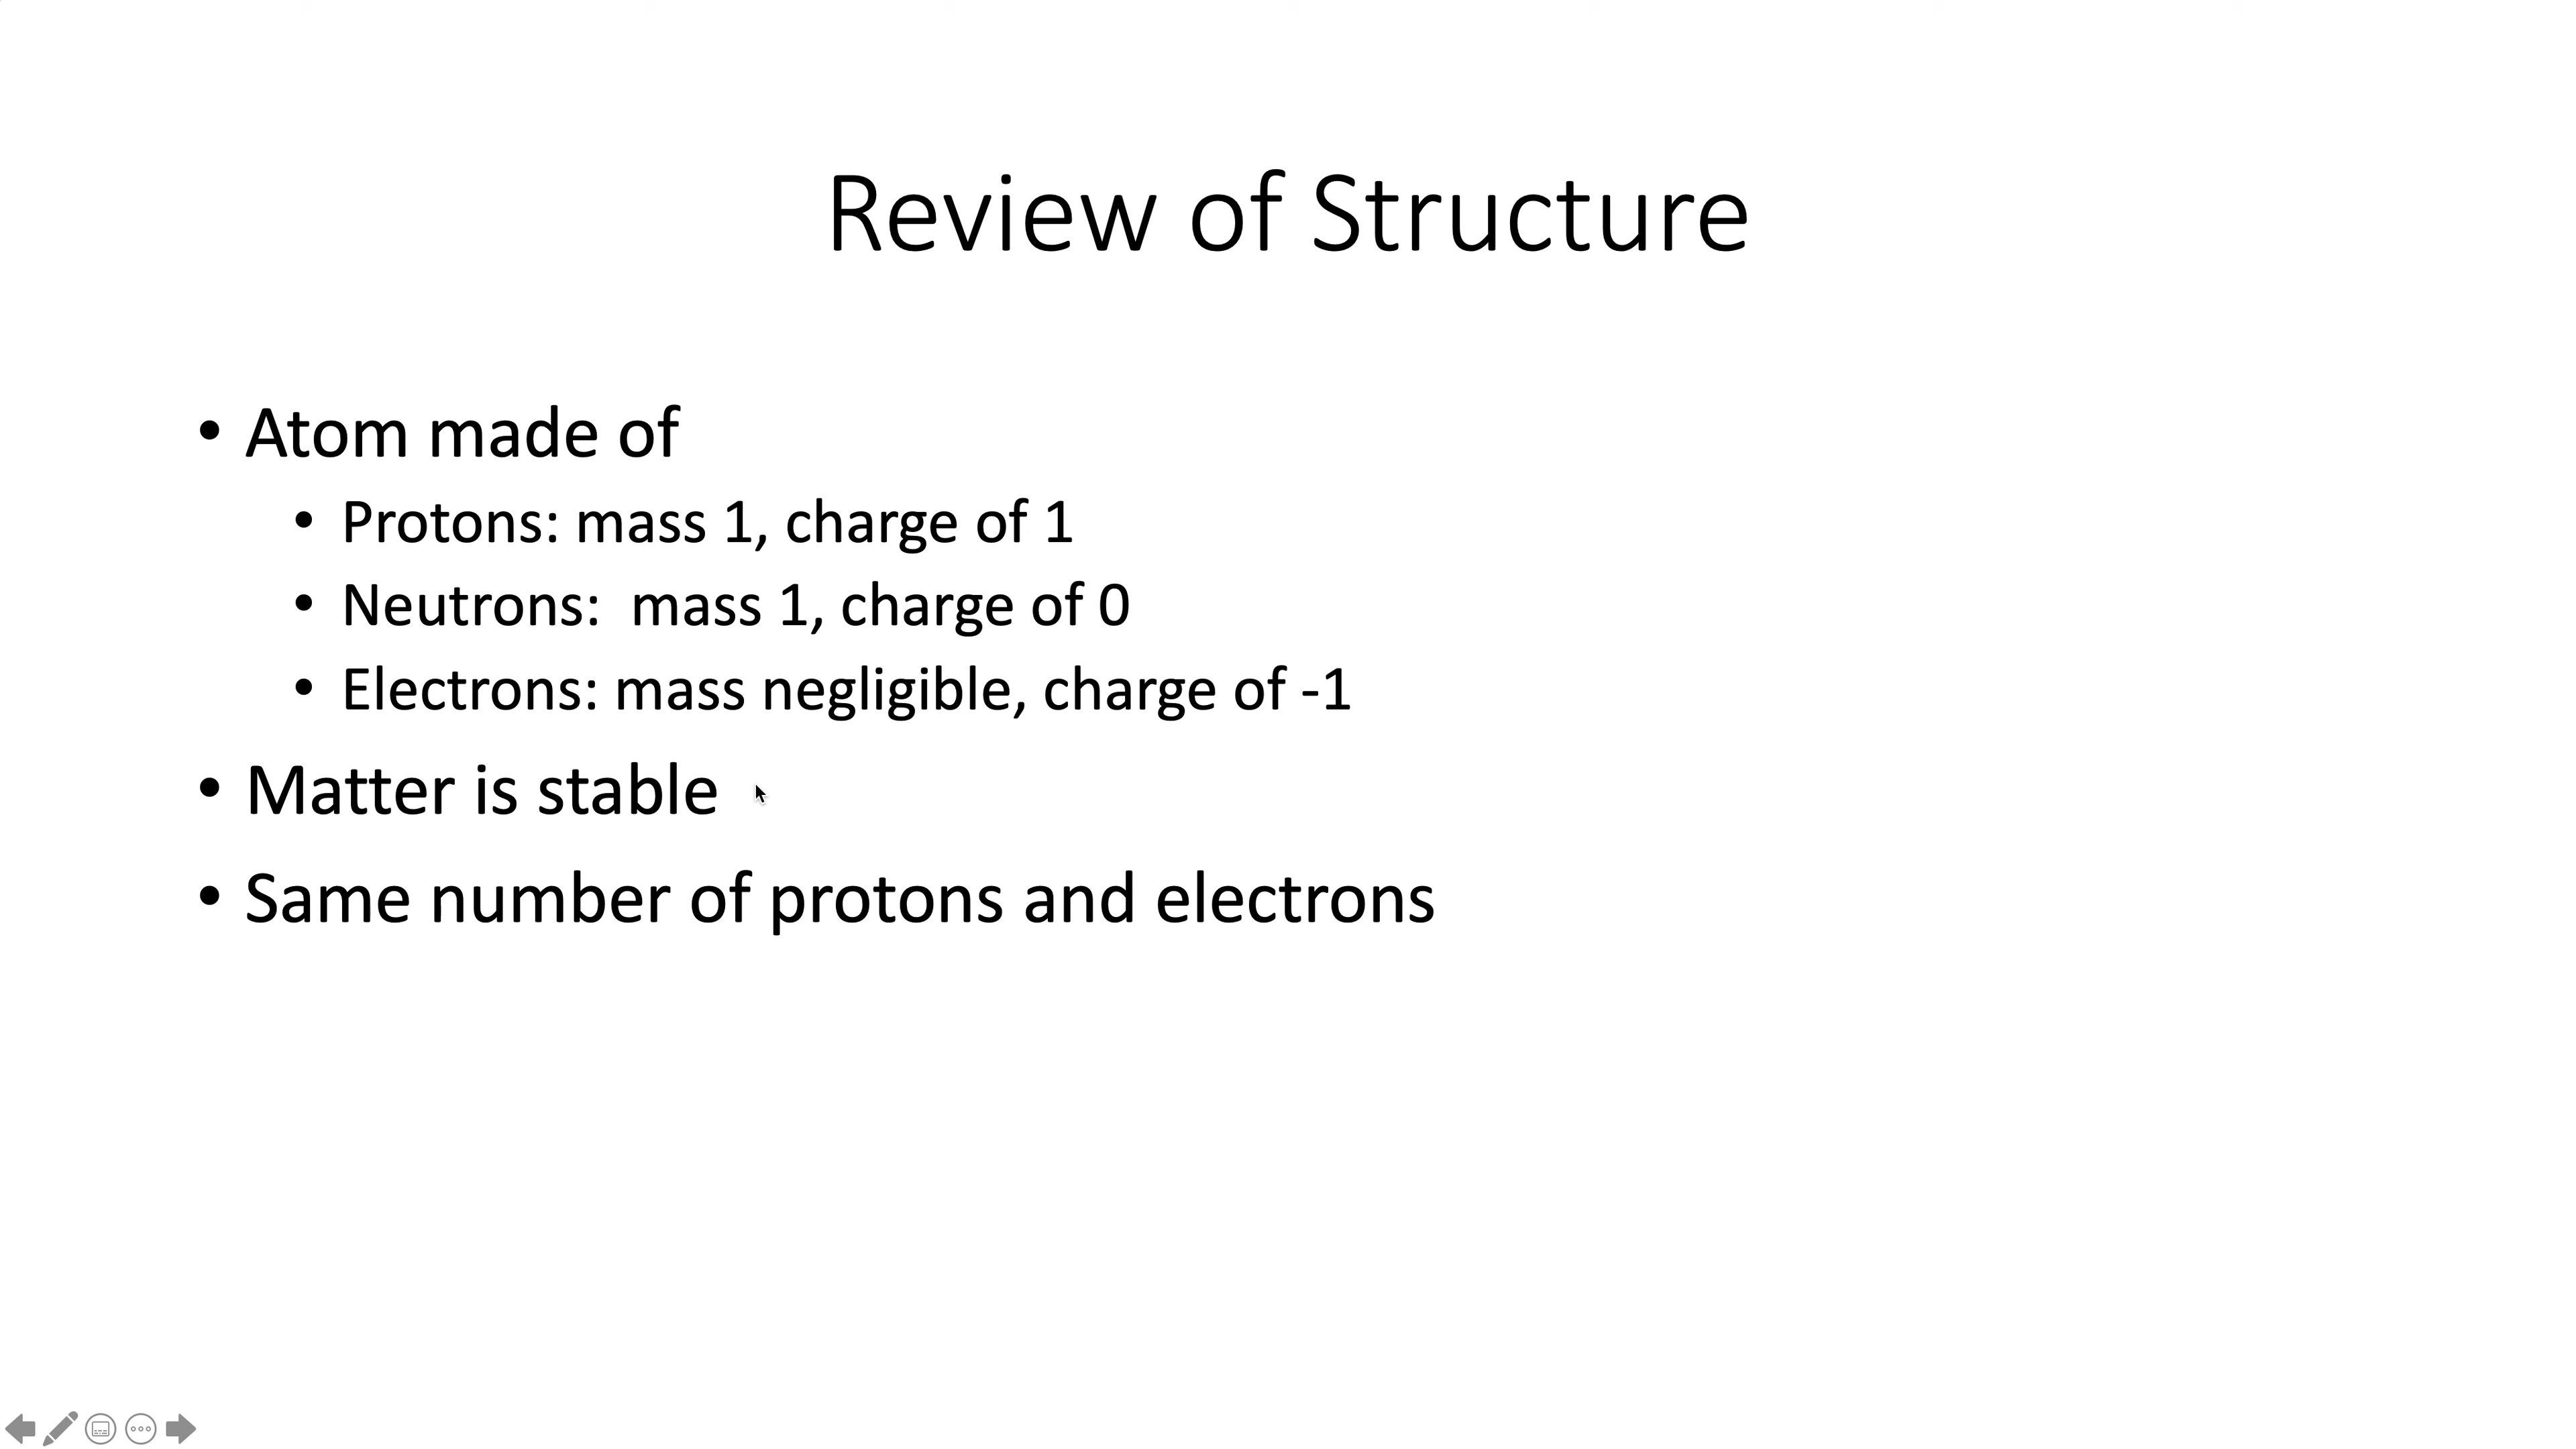 Review of Structure
• Atom made of
• Protons: mass 1, charge of 1
• Neutrons:  mass 1, charge of 0
• Electrons: mass negligible, charge of -1
• Matter is stable
• Same number of protons and electrons